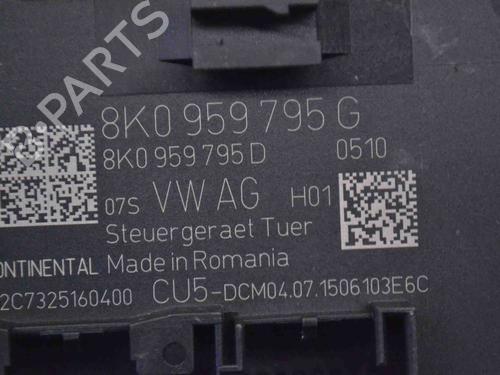 PARTS
8K0 959 795 G
8K0 959 795 D 0510
07S VW AG H01
Steuergeraet Tuer
ONTINENTAL Made in Romania
2C7325160400 CU5-DCM04.07.1506103E6C